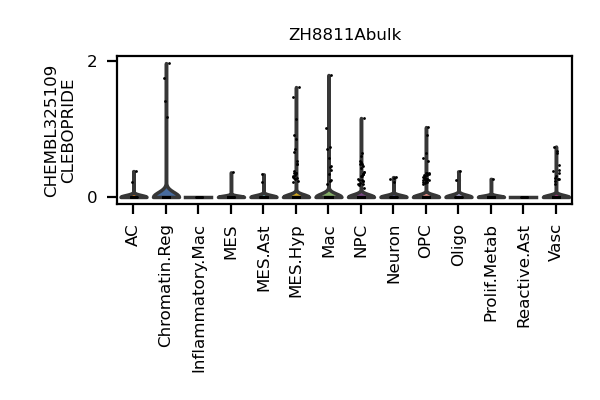 ZH8811Abulk
CHEMBL325109
CLEBOPRIDE
2
0
AC
Chromatin.Reg
Inflammatory.Mac
MES
MES.Ast
MES.Hyp
Mac
NPC
Neuron
OPC
Oligo
Prolif.Metab
Reactive.Ast
Vasc